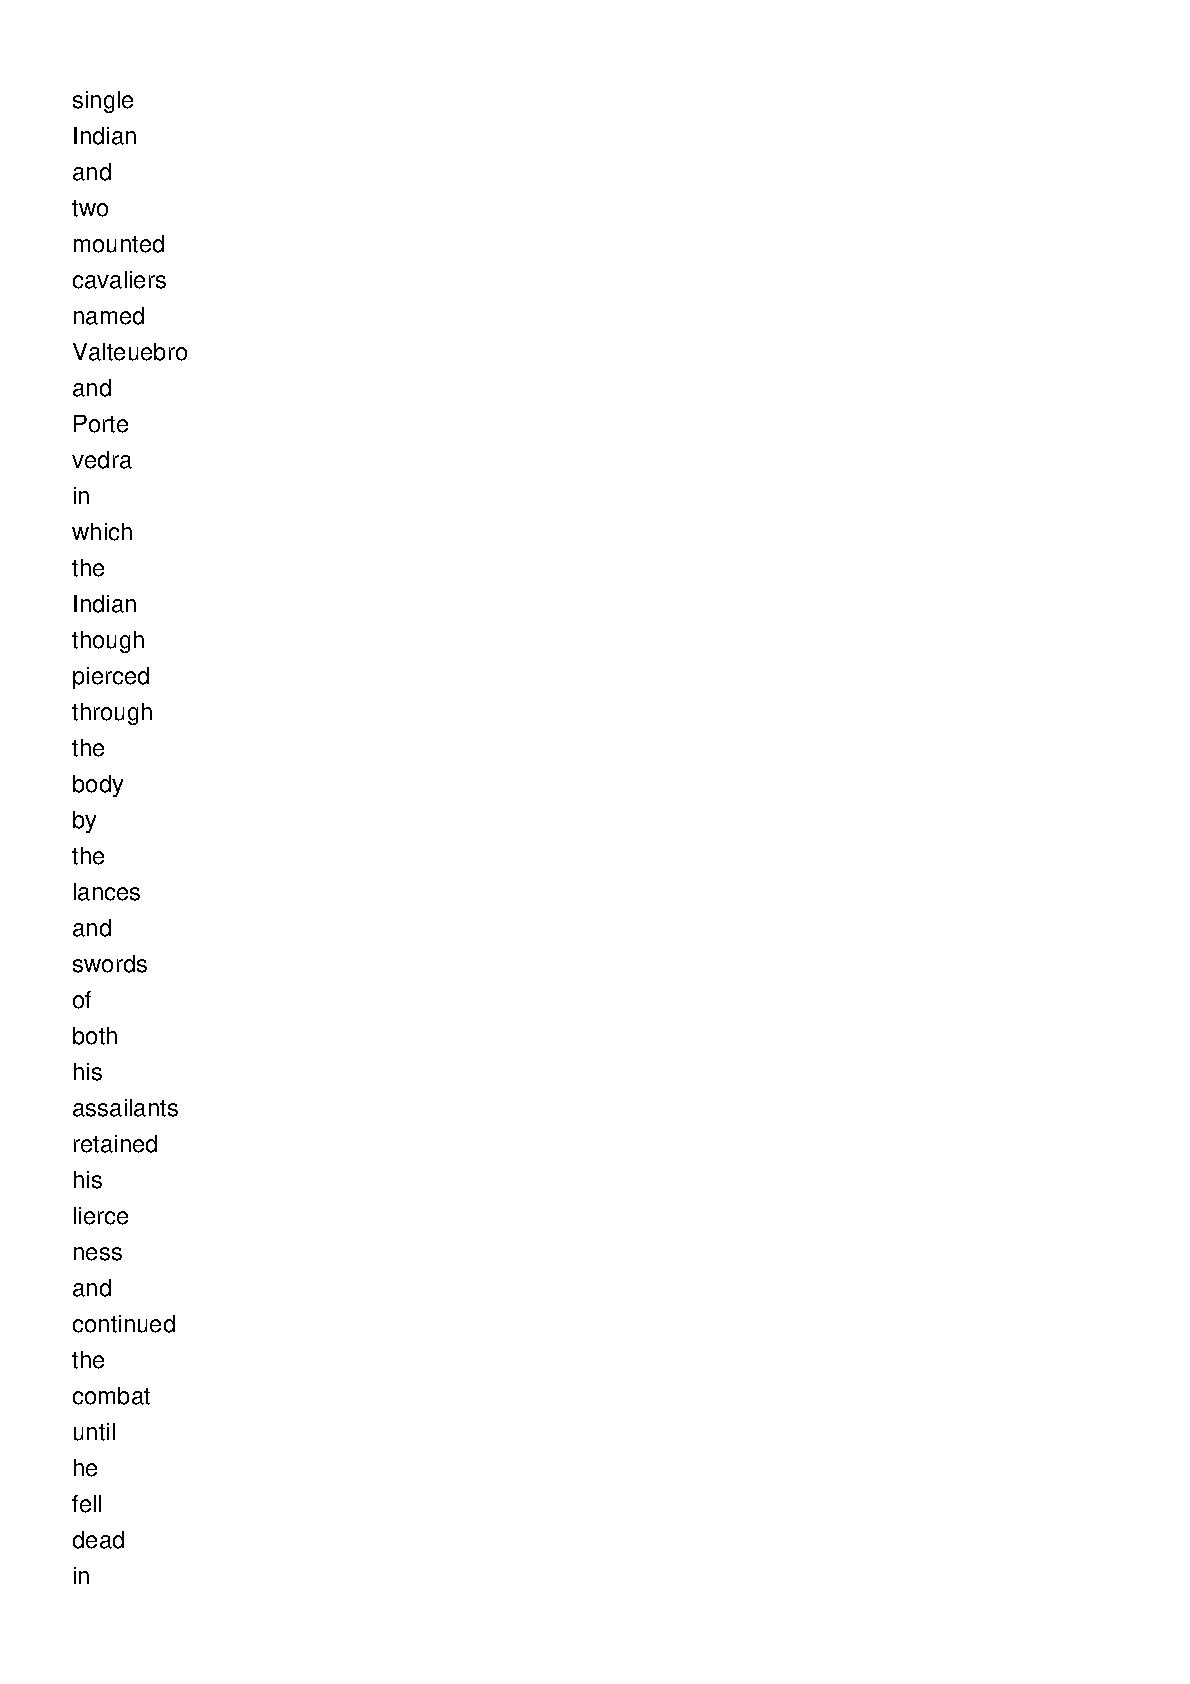 single
Indian
and
two
mounted
cavaliers
named
Valteuebro
and
Porte
vedra
in
which
the
Indian
though
pierced
through
the
body
by
the
lances
and
swords
of
both
his
assailants
retained
his
lierce
ness
and
continued
the
combat
until
he
fell
dead
in